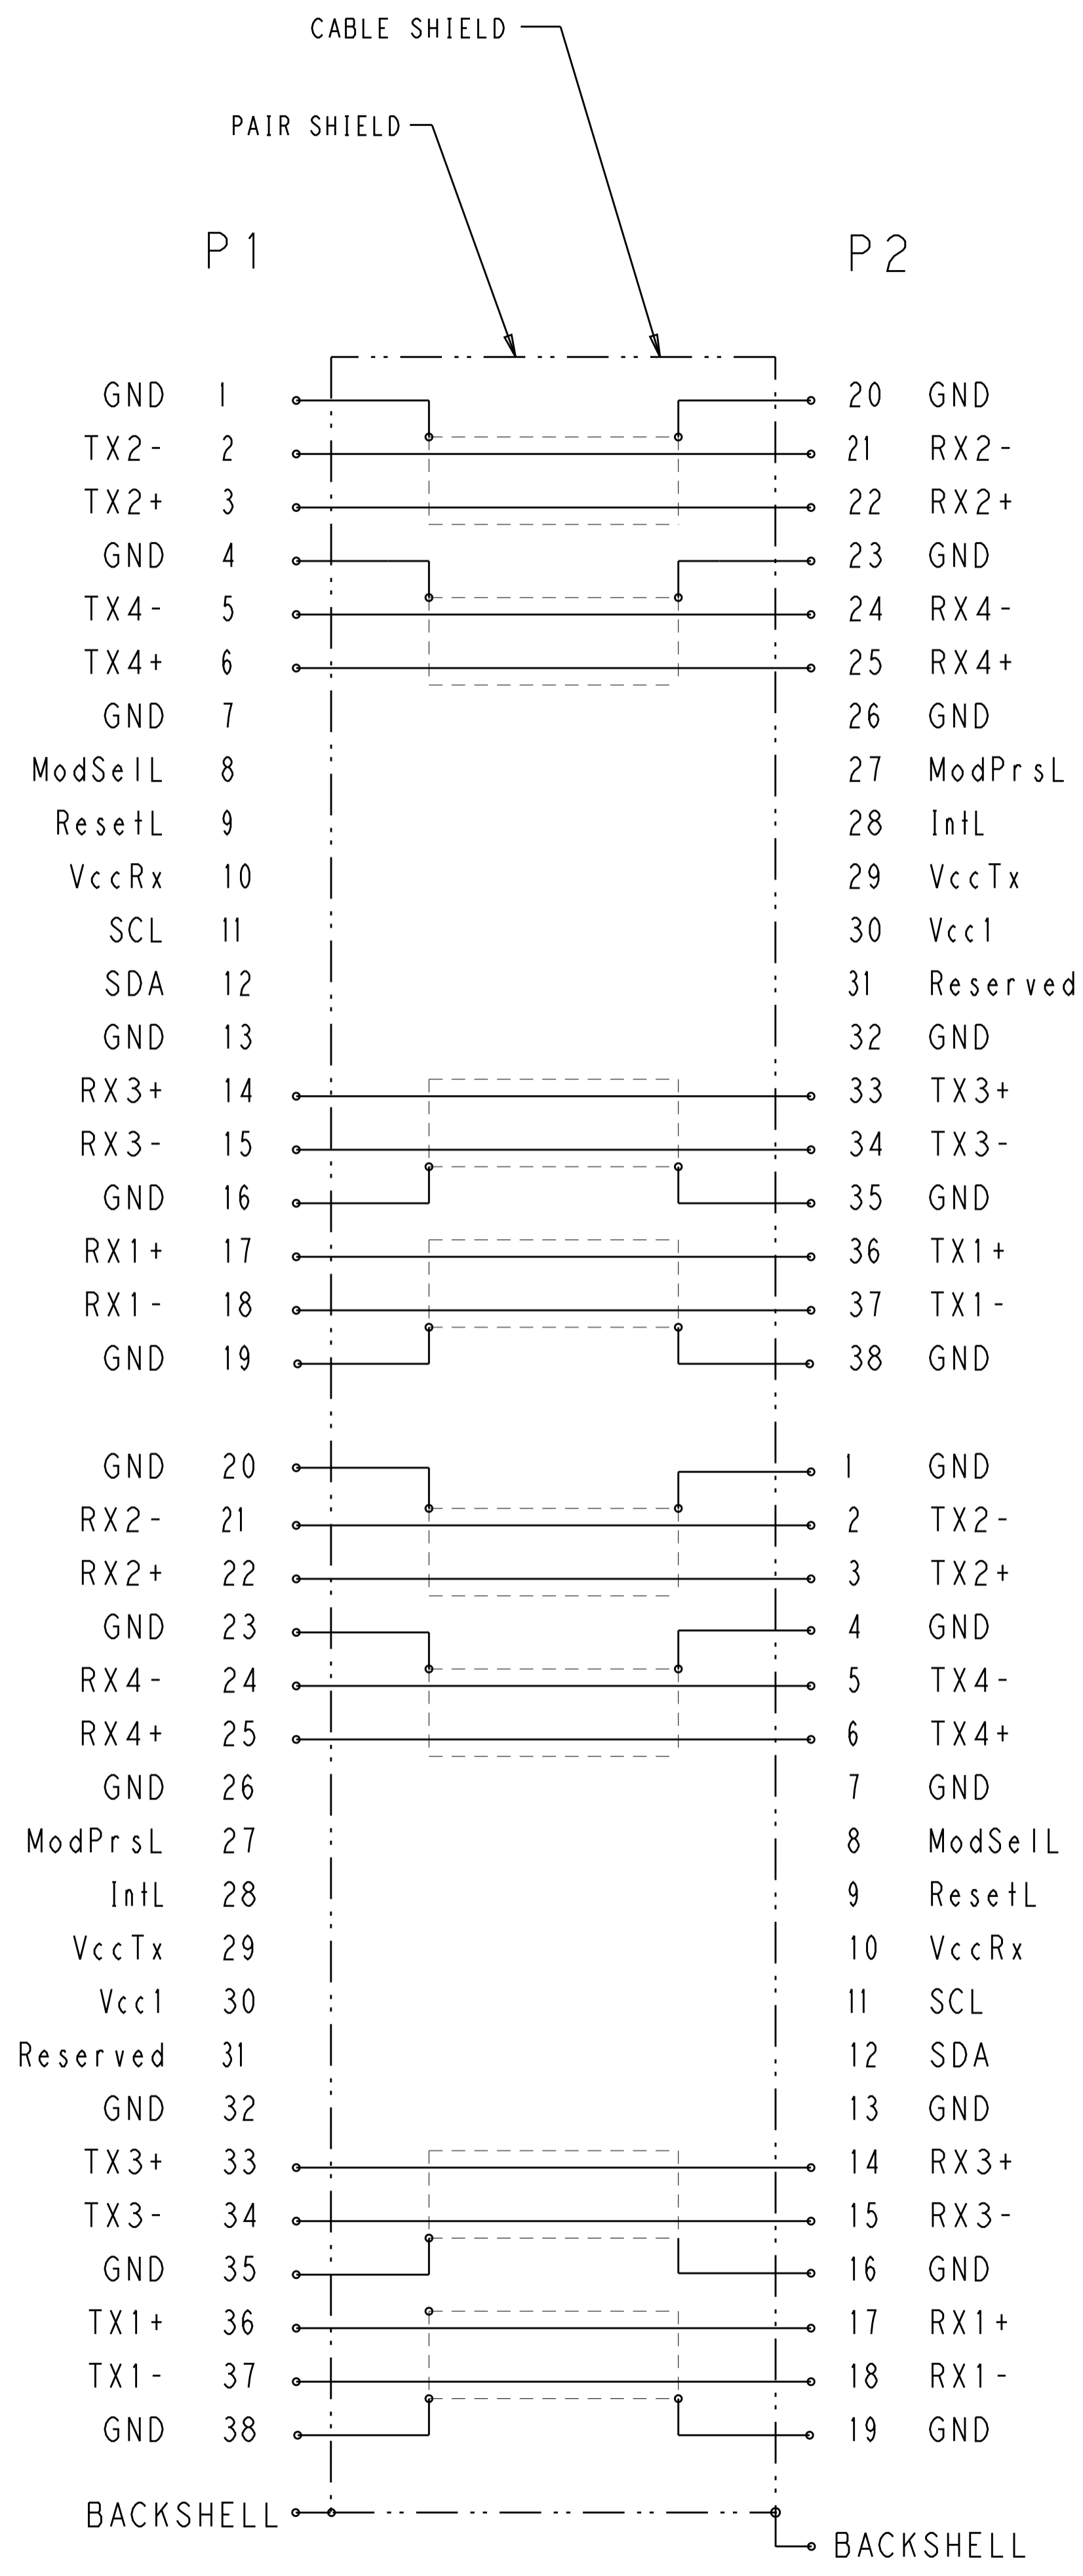 CABLE SHIELD
PAIR SHIELD
P1 P2
GND 1 20 GND
TX2- 2 21 RX2-
TX2+ 3 22 RX2+
GND 4 23 GND
TX4- 5 24 RX4-
TX4+ 6 25 RX4+
GND 7 26 GND
ModSelL 8 27 ModPrsL
ResetL 9 28 IntL
VccRx 10 29 VccTx
SCL 11 30 Vcc1
SDA 12 31 Reserved
GND 13 32 GND
RX3+ 14 33 TX3+
RX3- 15 34 TX3-
GND 16 35 GND
RX1+ 17 36 TX1+
RX1- 18 37 TX1-
GND 19 38 GND
GND 20 1 GND
RX2- 21 2 TX2-
RX2+ 22 3 TX2+
GND 23 4 GND
RX4- 24 5 TX4-
RX4+ 25 6 TX4+
GND 26 7 GND
ModPrsL 27 8 ModSelL
IntL 28 9 ResetL
VccTx 29 10 VccRx
Vcc1 30 11 SCL
Reserved 31 12 SDA
GND 32 13 GND
TX3+ 33 14 RX3+
TX3- 34 15 RX3-
GND 35 16 GND
TX1+ 36 17 RX1+
TX1- 37 18 RX1-
GND 38 19 GND
BACKSHELL
BACKSHELL